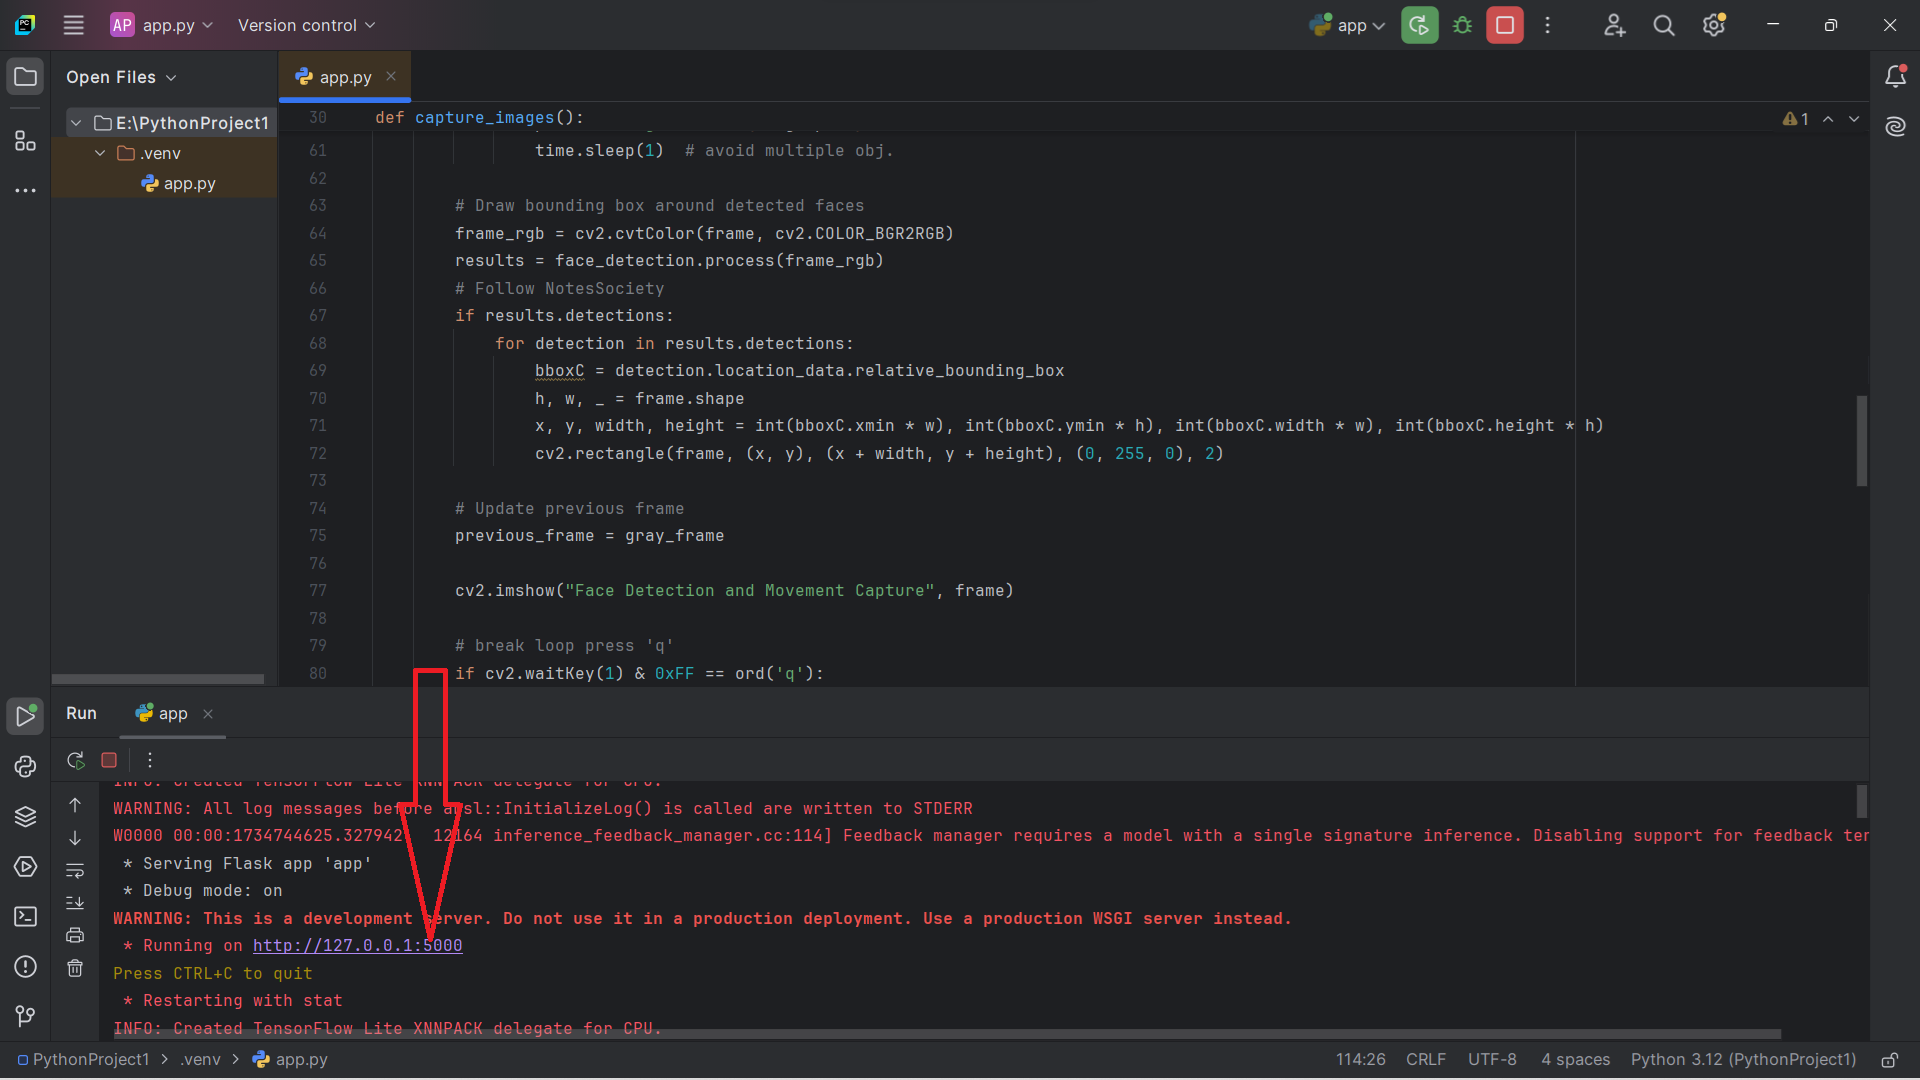 PC
AP app.py
Version control
app
Open Files
app.py
E:\PythonProject1
.venv
app.py
30 def capture_images():
1
61 time.sleep(1)  # avoid multiple obj.
62
63 # Draw bounding box around detected faces
64 frame_rgb = cv2.cvtColor(frame, cv2.COLOR_BGR2RGB)
65 results = face_detection.process(frame_rgb)
66 # Follow NotesSociety
67 if results.detections:
68 for detection in results.detections:
69 bboxC = detection.location_data.relative_bounding_box
70 h, w, _ = frame.shape
71 x, y, width, height = int(bboxC.xmin * w), int(bboxC.ymin * h), int(bboxC.width * w), int(bboxC.height * h)
72 cv2.rectangle(frame, (x, y), (x + width, y + height), (0, 255, 0), 2)
73
74 # Update previous frame
75 previous_frame = gray_frame
76
77 cv2.imshow("Face Detection and Movement Capture", frame)
78
79 # break loop press 'q'
80 if cv2.waitKey(1) & 0xFF == ord('q'):
Run
app
INFO: Created TensorFlow Lite XNNPACK delegate for CPU.
WARNING: All log messages before absl::InitializeLog() is called are written to STDERR
W0000 00:00:1734744625.327942 12164 inference_feedback_manager.cc:114] Feedback manager requires a model with a single signature inference. Disabling support for feedback ten
* Serving Flask app 'app'
* Debug mode: on
WARNING: This is a development server. Do not use it in a production deployment. Use a production WSGI server instead.
* Running on http://127.0.0.1:5000
Press CTRL+C to quit
* Restarting with stat
INFO: Created TensorFlow Lite XNNPACK delegate for CPU.
PythonProject1 > .venv > app.py
114:26 CRLF UTF-8 4 spaces Python 3.12 (PythonProject1)